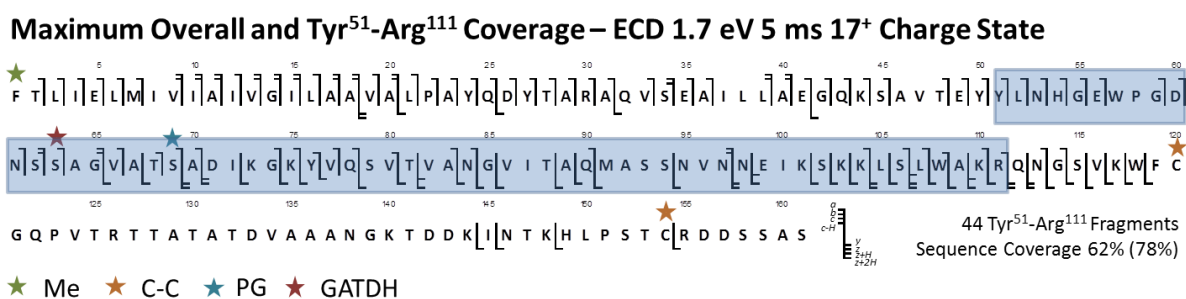 Maximum Overall and Tyr⁵¹-Arg¹¹¹ Coverage – ECD 1.7 eV 5 ms 17⁺ Charge State
5 10 15 20 25 30 35 40 45 50 55 60
F T L I E L M I V I A I V G I L A A V A L P A Y Q D Y T A R A Q V S E A I L L A E G Q K S A V T E Y Y L N H G E W P G D
65 70 75 80 85 90 95 100 105 110 115 120
N S S A G V A T S A D I K G K Y V Q S V T V A N G V I T A Q M A S S N V N N E I K S K K L S L W A K R Q N G S V K W F C
125 130 135 140 145 150 155 160
G Q P V T R T T A T A T D V A A A N G K T D D K I N T K H L P S T C R D D S S A S
a
b
c
c-H
y
z
z+H
z+2H
44 Tyr⁵¹-Arg¹¹¹ Fragments
Sequence Coverage 62% (78%)
Me C-C PG GATDH